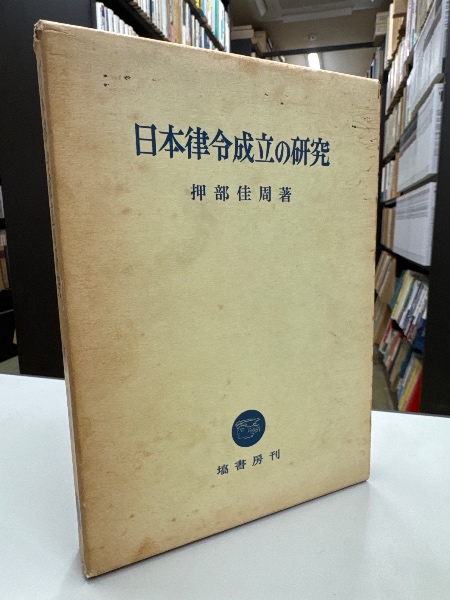 日本律令成立の研究
押部佳周著
塙書房刊